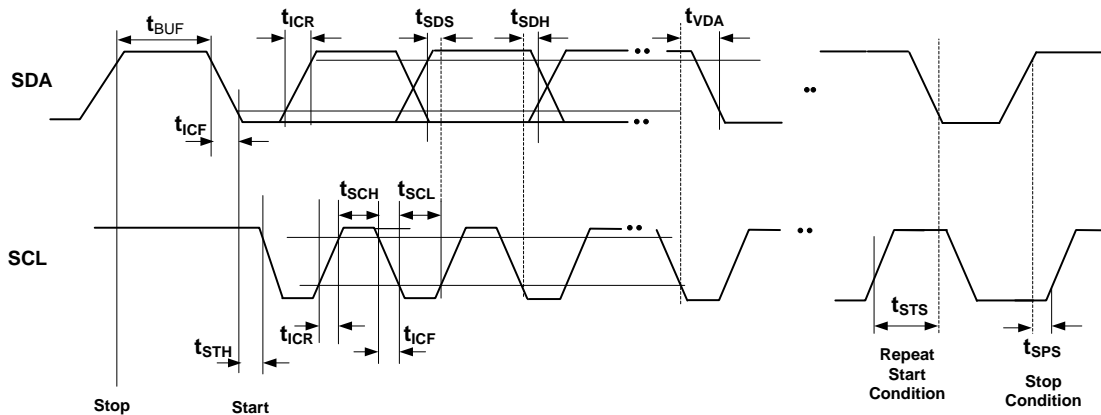 tBUF
tICR
tSDS
tSDH
tVDA
SDA
tICF
tSCH
tSCL
SCL
tSTH
tICR
tICF
tSTS
tSPS
Stop
Start
Repeat
Start
Condition
Stop
Condition